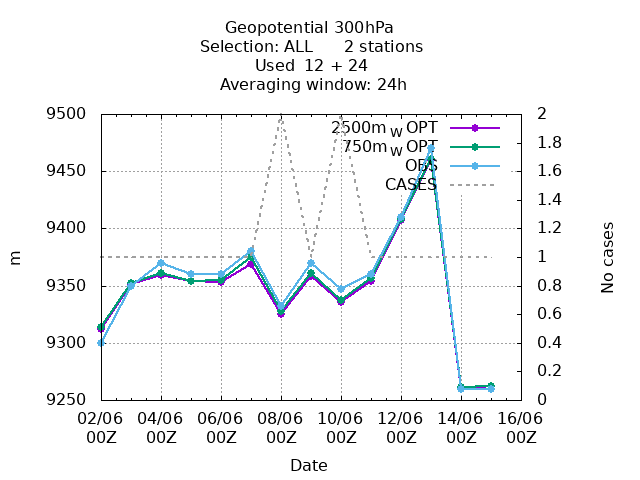 Geopotential 300hPa
Selection: ALL 2 stations
Used 12 + 24
Averaging window: 24h
9500
9450
9400
9350
9300
9250
m
2
1.8
1.6
1.4
1.2
1
0.8
0.6
0.4
0.2
0
No cases
2500m W OPT
750m W OPT
OBS
CASES
02/06 04/06 06/06 08/06 10/06 12/06 14/06 16/06
00Z 00Z 00Z 00Z 00Z 00Z 00Z 00Z
Date